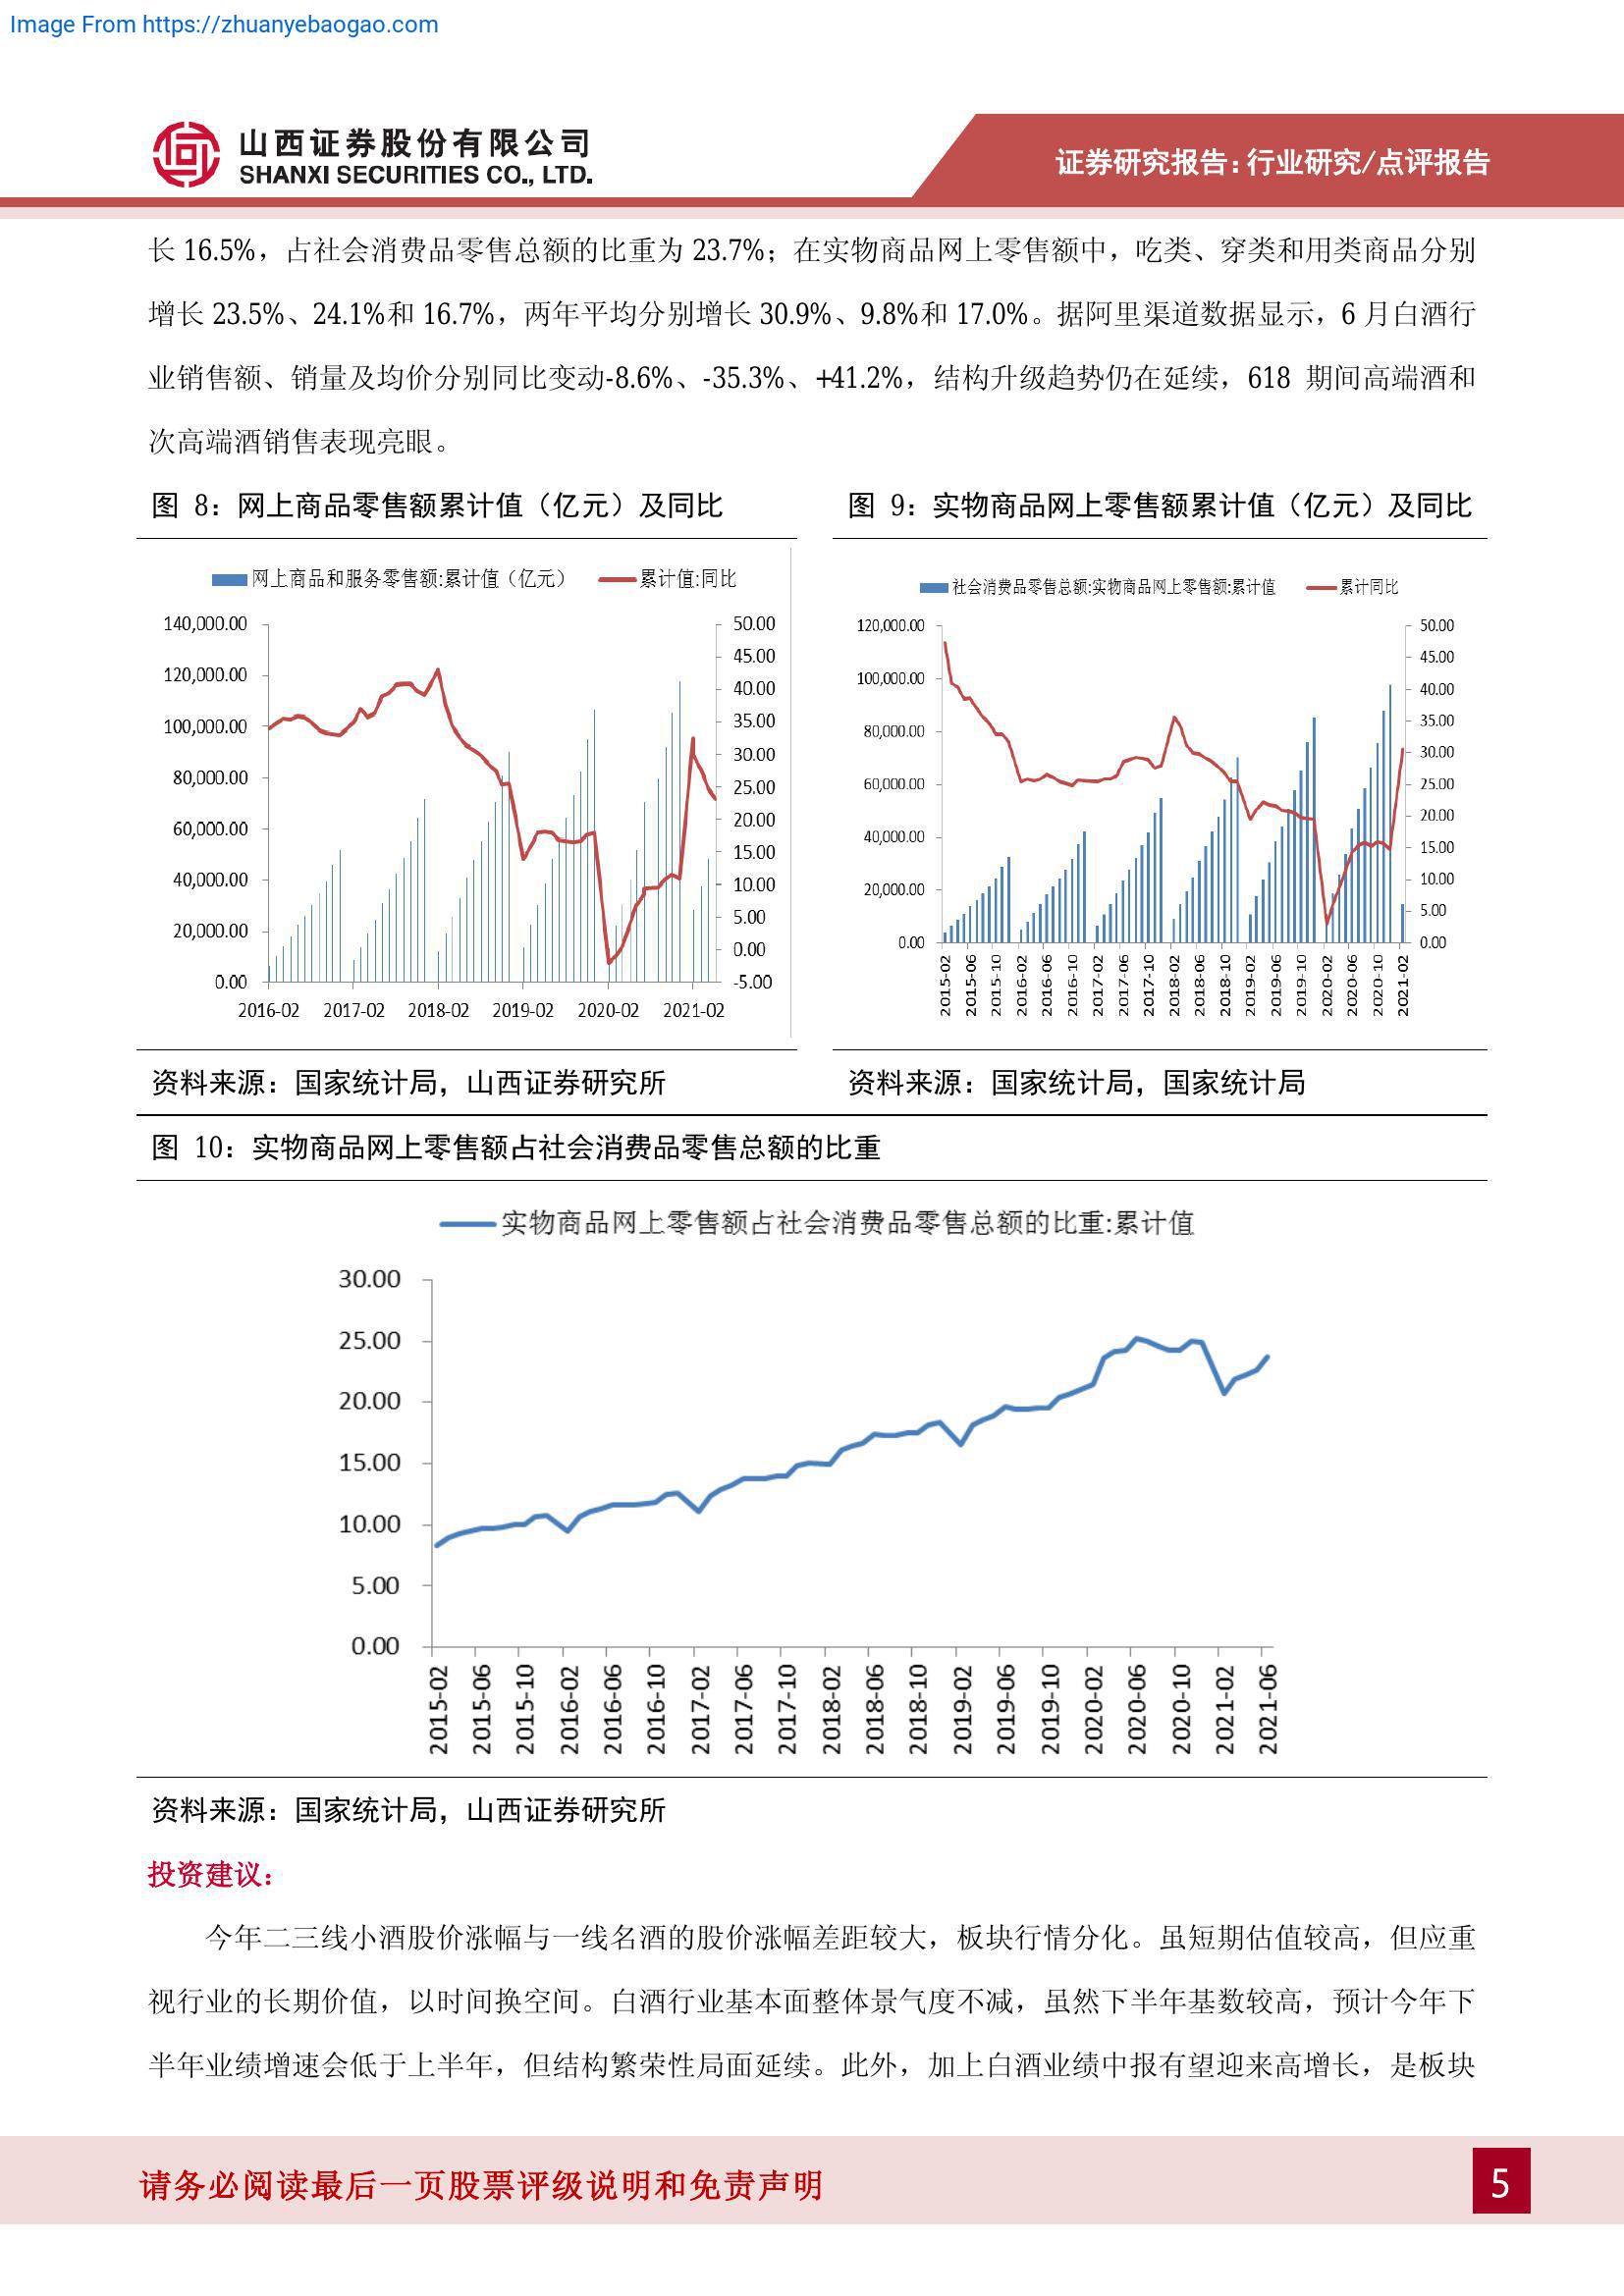 Image From https://zhuanyebaogao.com
山西证券股份有限公司
SHANXI SECURITIES CO., LTD.
证券研究报告:行业研究/点评报告
长 16.5%，占社会消费品零售总额的比重为 23.7%；在实物商品网上零售额中，吃类、穿类和用类商品分别
增长 23.5%、24.1%和 16.7%，两年平均分别增长 30.9%、9.8%和 17.0%。据阿里渠道数据显示，6 月白酒行
业销售额、销量及均价分别同比变动-8.6%、-35.3%、+41.2%，结构升级趋势仍在延续，618 期间高端酒和
次高端酒销售表现亮眼。
图 8：网上商品零售额累计值（亿元）及同比
网上商品和服务零售额:累计值（亿元） 累计值:同比
140,000.00
120,000.00
100,000.00
80,000.00
60,000.00
40,000.00
20,000.00
0.00
50.00
45.00
40.00
35.00
30.00
25.00
20.00
15.00
10.00
5.00
0.00
-5.00
2016-02 2017-02 2018-02 2019-02 2020-02 2021-02
资料来源：国家统计局，山西证券研究所
图 9：实物商品网上零售额累计值（亿元）及同比
社会消费品零售总额:实物商品网上零售额:累计值 累计同比
120,000.00
100,000.00
80,000.00
60,000.00
40,000.00
20,000.00
0.00
50.00
45.00
40.00
35.00
30.00
25.00
20.00
15.00
10.00
5.00
0.00
2015-02 2015-06 2015-10 2016-02 2016-06 2016-10 2017-02 2017-06 2017-10 2018-02 2018-06 2018-10 2019-02 2019-06 2019-10 2020-02 2020-06 2020-10 2021-02
资料来源：国家统计局，国家统计局
图 10：实物商品网上零售额占社会消费品零售总额的比重
实物商品网上零售额占社会消费品零售总额的比重:累计值
30.00
25.00
20.00
15.00
10.00
5.00
0.00
2015-02 2015-06 2015-10 2016-02 2016-06 2016-10 2017-02 2017-06 2017-10 2018-02 2018-06 2018-10 2019-02 2019-06 2019-10 2020-02 2020-06 2020-10 2021-02 2021-06
资料来源：国家统计局，山西证券研究所
投资建议：
今年二三线小酒股价涨幅与一线名酒的股价涨幅差距较大，板块行情分化。虽短期估值较高，但应重
视行业的长期价值，以时间换空间。白酒行业基本面整体景气度不减，虽然下半年基数较高，预计今年下
半年业绩增速会低于上半年，但结构繁荣性局面延续。此外，加上白酒业绩中报有望迎来高增长，是板块
请务必阅读最后一页股票评级说明和免责声明
5